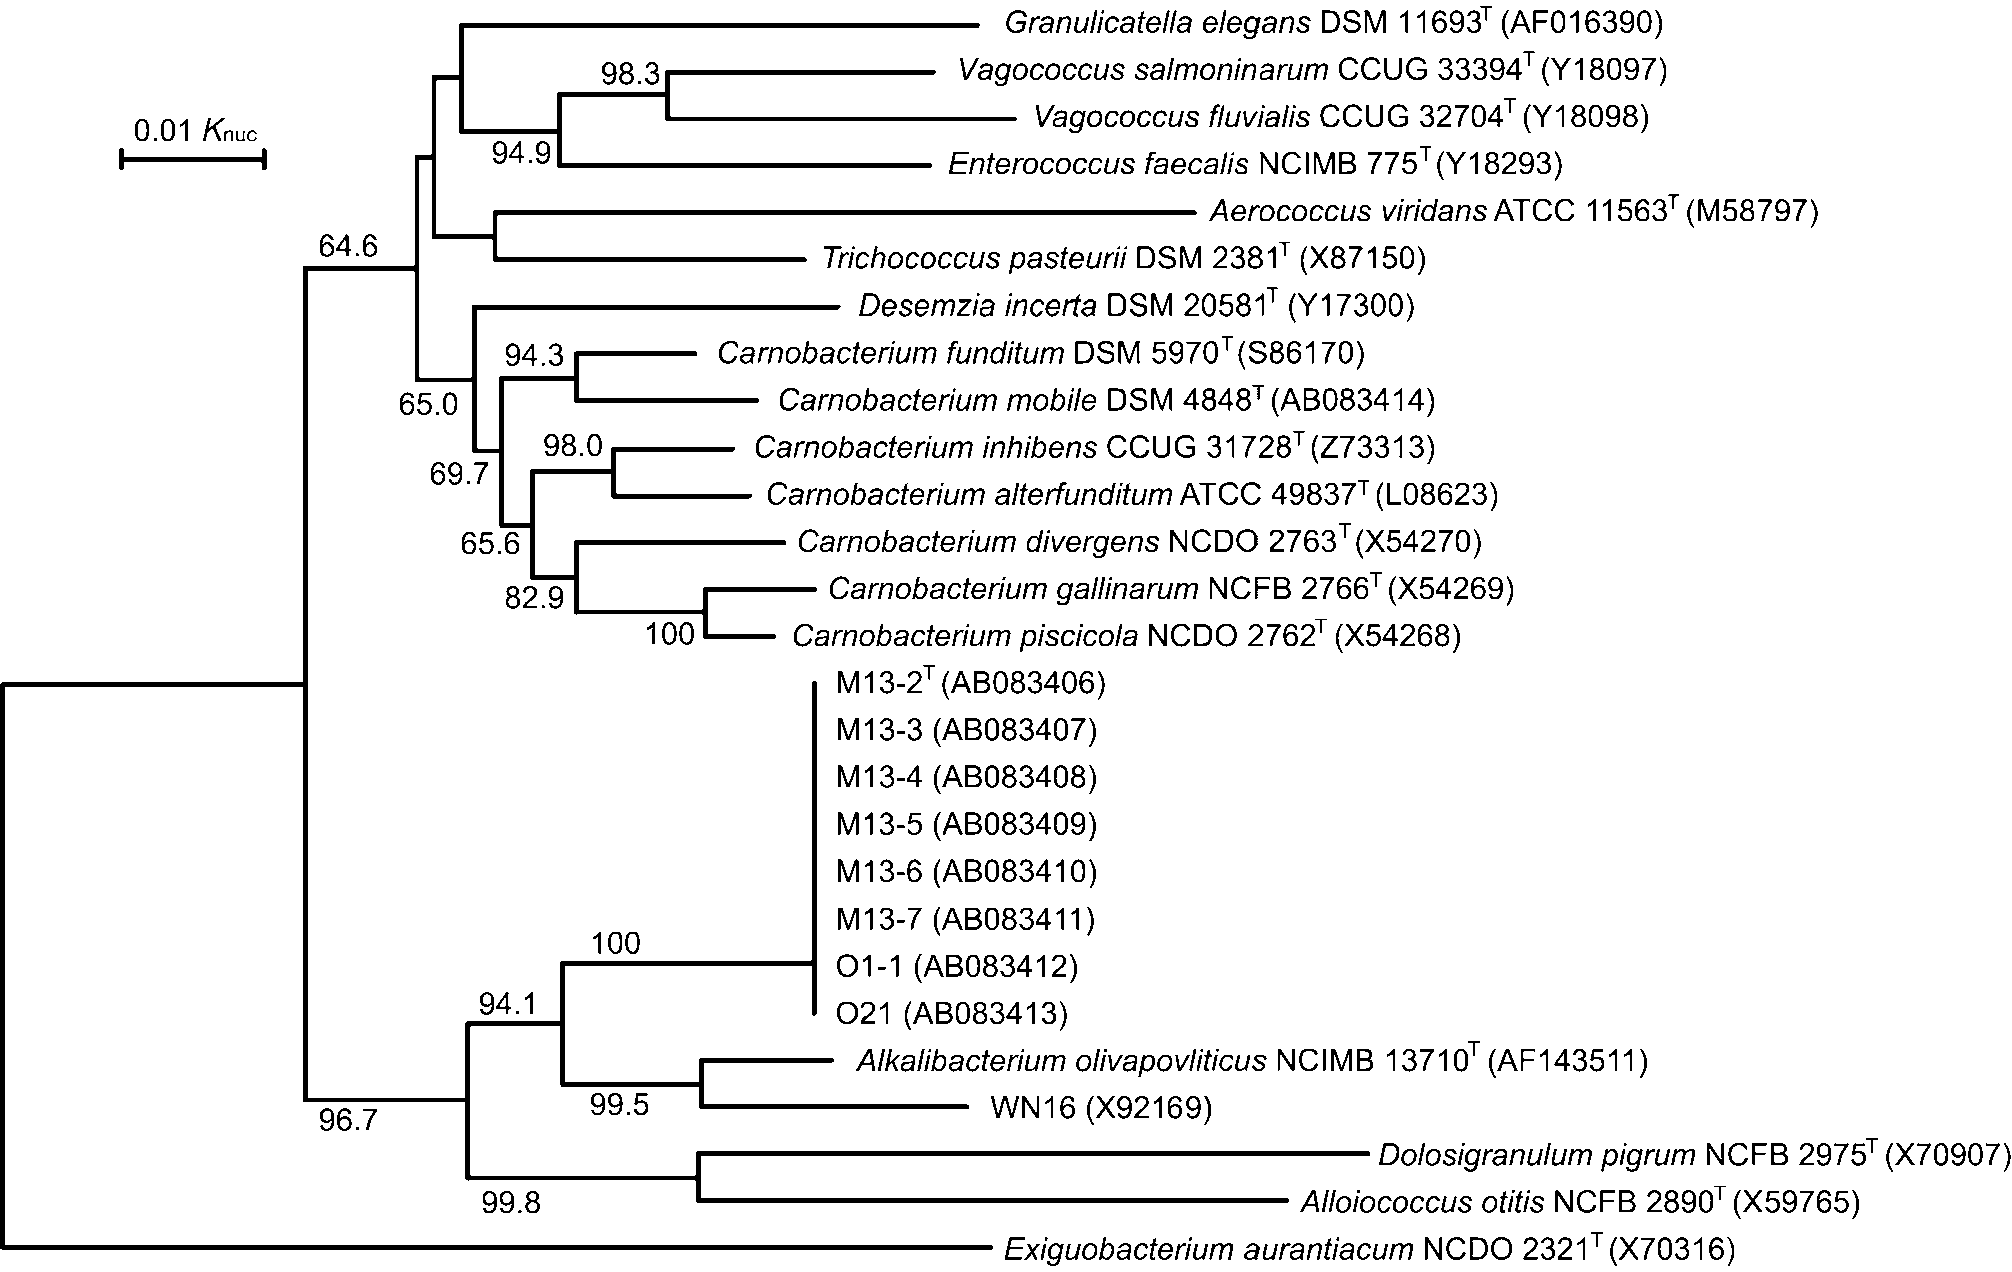 Granulicatella elegans DSM 11693T (AF016390)
98.3
Vagococcus salmoninarum CCUG 33394T (Y18097)
Vagococcus fluvialis CCUG 32704T (Y18098)
0.01 Knuc
94.9
Enterococcus faecalis NCIMB 775T (Y18293)
Aerococcus viridans ATCC 11563T (M58797)
64.6
Trichococcus pasteurii DSM 2381T (X87150)
Desemzia incerta DSM 20581T (Y17300)
94.3
Carnobacterium funditum DSM 5970T (S86170)
65.0
Carnobacterium mobile DSM 4848T (AB083414)
98.0
Carnobacterium inhibens CCUG 31728T (Z73313)
69.7
Carnobacterium alterfunditum ATCC 49837T (L08623)
65.6
Carnobacterium divergens NCDO 2763T (X54270)
82.9
Carnobacterium gallinarum NCFB 2766T (X54269)
100
Carnobacterium piscicola NCDO 2762T (X54268)
M13-2T (AB083406)
M13-3 (AB083407)
M13-4 (AB083408)
M13-5 (AB083409)
M13-6 (AB083410)
M13-7 (AB083411)
100
O1-1 (AB083412)
94.1
O21 (AB083413)
Alkalibacterium olivapovliticus NCIMB 13710T (AF143511)
99.5
WN16 (X92169)
96.7
Dolosigranulum pigrum NCFB 2975T (X70907)
99.8
Alloiococcus otitis NCFB 2890T (X59765)
Exiguobacterium aurantiacum NCDO 2321T (X70316)